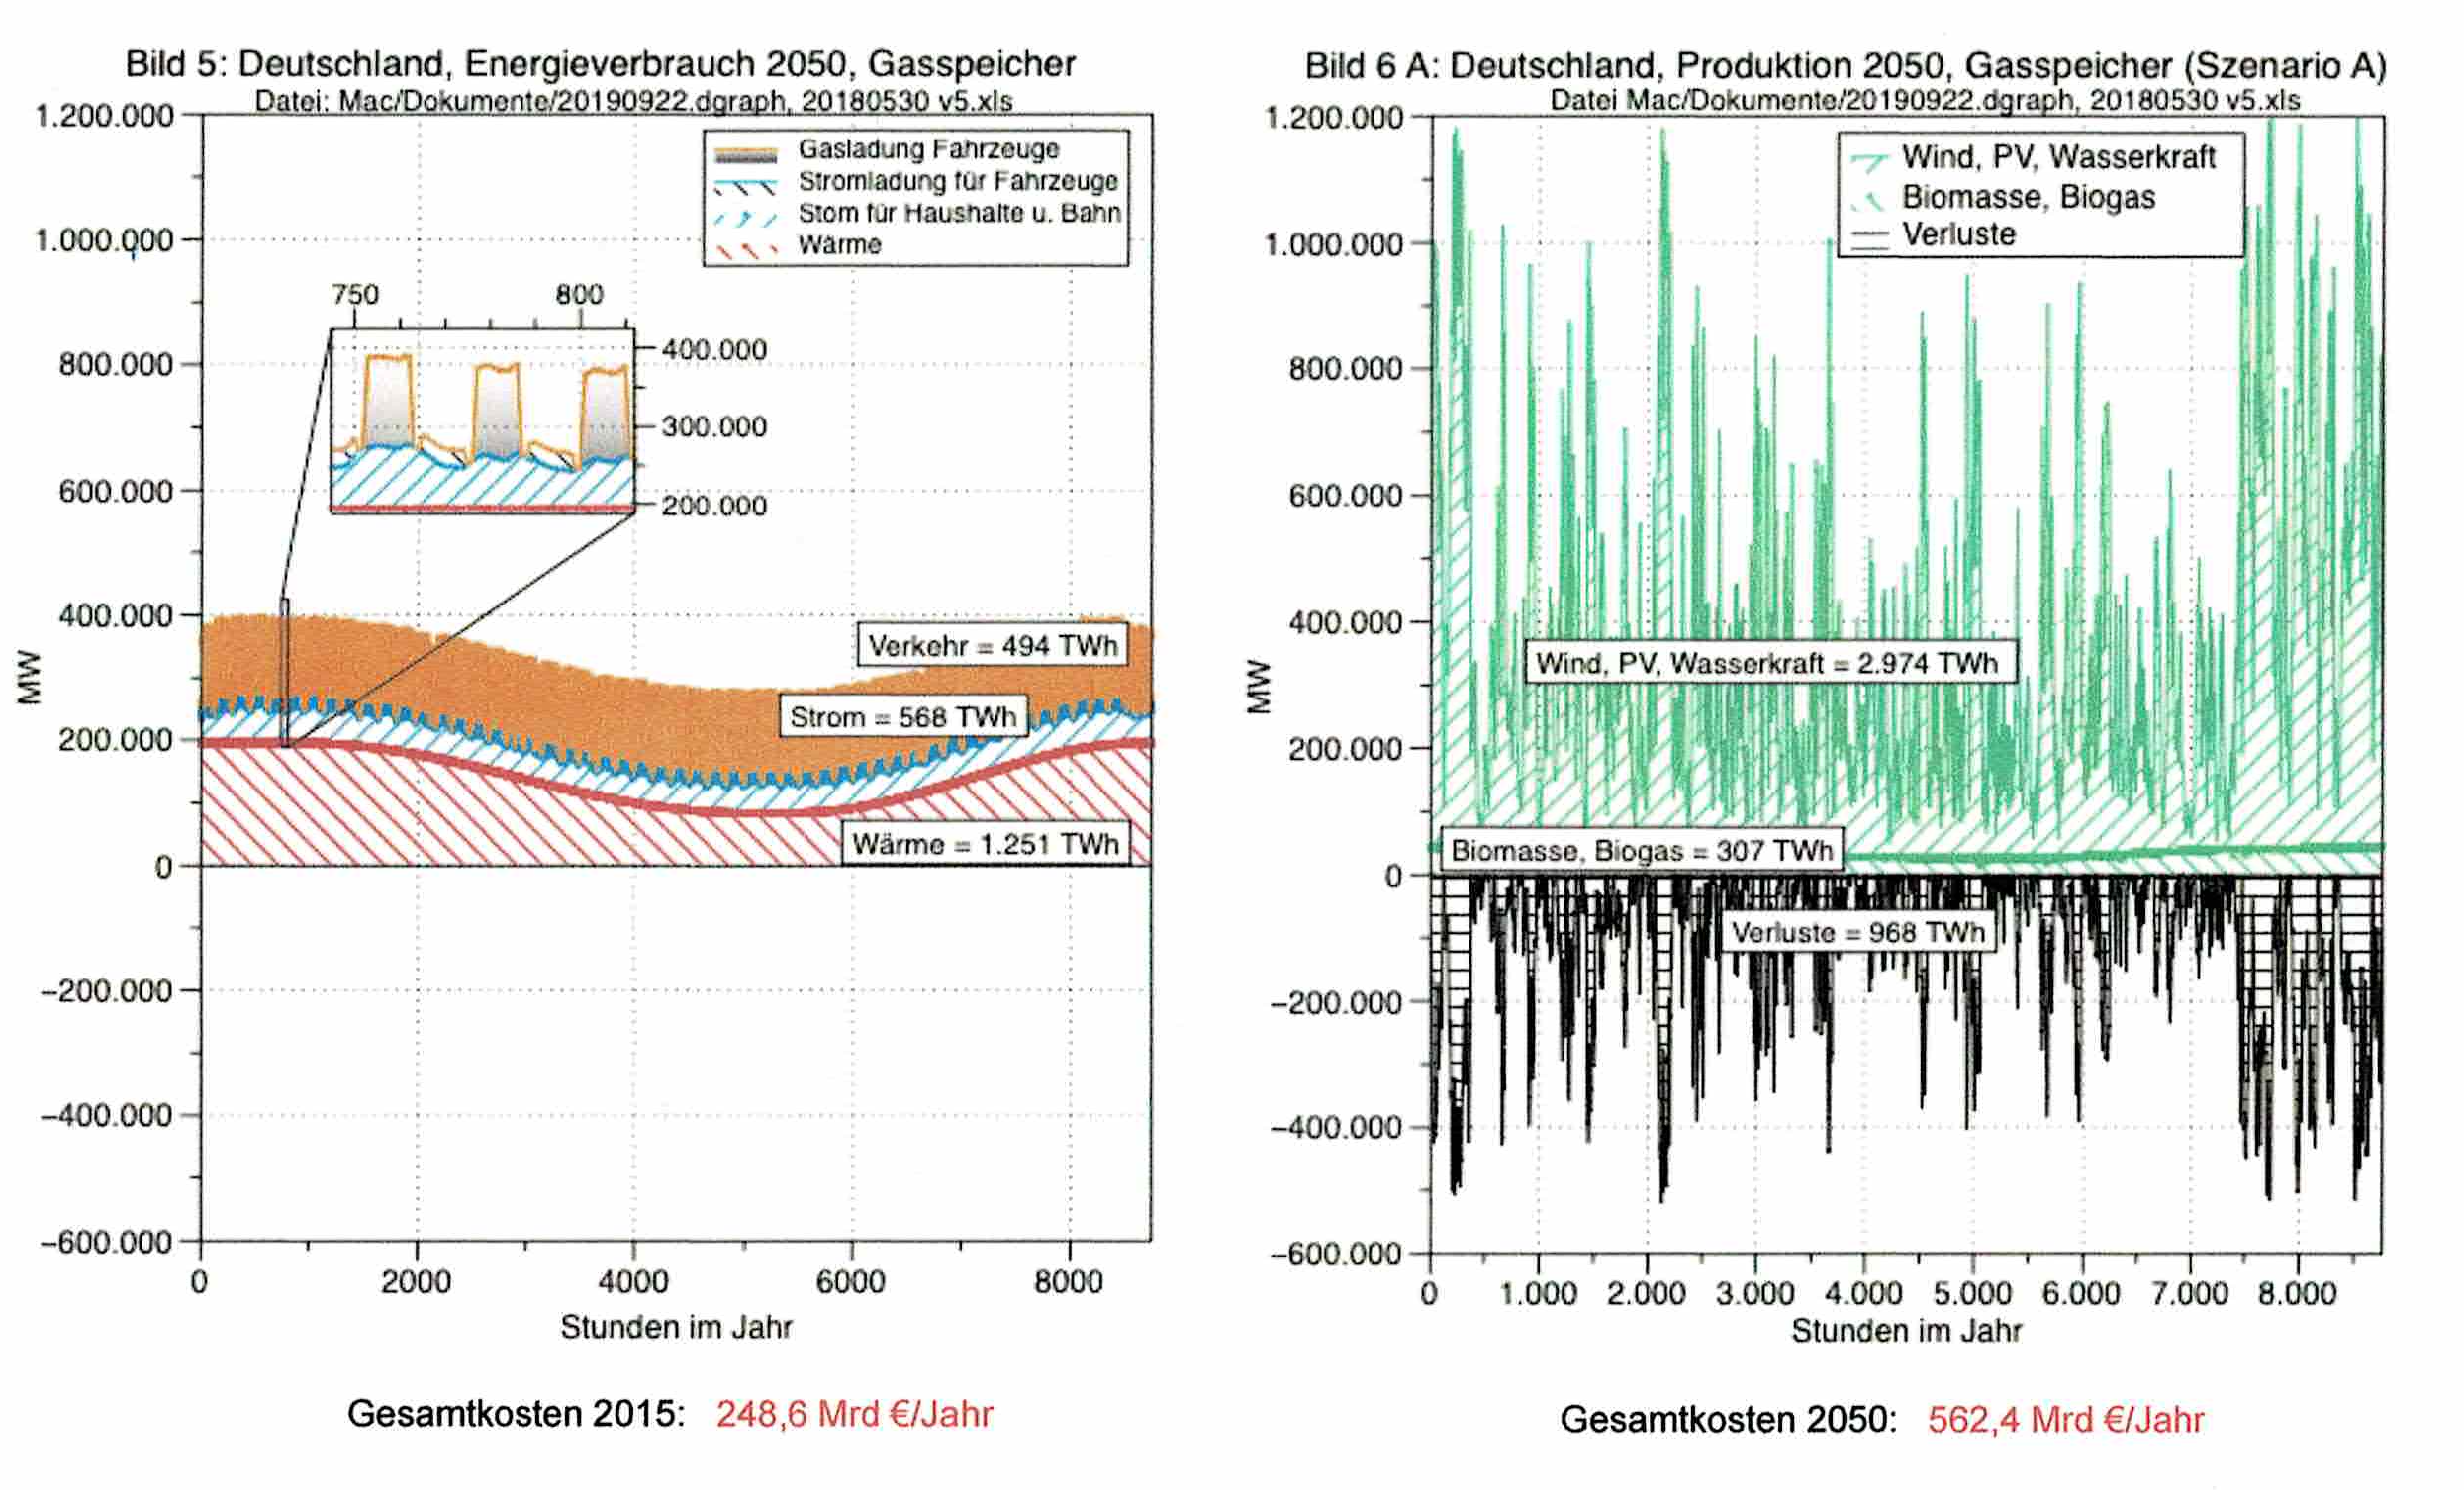 Bild 5: Deutschland, Energieverbrauch 2050, Gasspeicher
Datei: Mac/Dokumente/20190922.dgraph, 20180530 v5.xls
1.200.000
1.000.000
800.000
600.000
400.000
200.000
0
−200.000
−400.000
−600.000
MW
Gasladung Fahrzeuge
Stromladung für Fahrzeuge
Stom für Haushalte u. Bahn
Wärme
750
800
400.000
300.000
200.000
Verkehr = 494 TWh
Strom = 568 TWh
Wärme = 1.251 TWh
0
2000
4000
6000
8000
Stunden im Jahr
Gesamtkosten 2015: 248,6 Mrd €/Jahr
Bild 6 A: Deutschland, Produktion 2050, Gasspeicher (Szenario A)
Datei Mac/Dokumente/20190922.dgraph, 20180530 v5.xls
1.200.000
1.000.000
800.000
600.000
400.000
200.000
0
−200.000
−400.000
−600.000
MW
Wind, PV, Wasserkraft
Biomasse, Biogas
Verluste
Wind, PV, Wasserkraft = 2.974 TWh
Biomasse, Biogas = 307 TWh
Verluste = 968 TWh
0
1.000
2.000
3.000
4.000
5.000
6.000
7.000
8.000
Stunden im Jahr
Gesamtkosten 2050: 562,4 Mrd €/Jahr